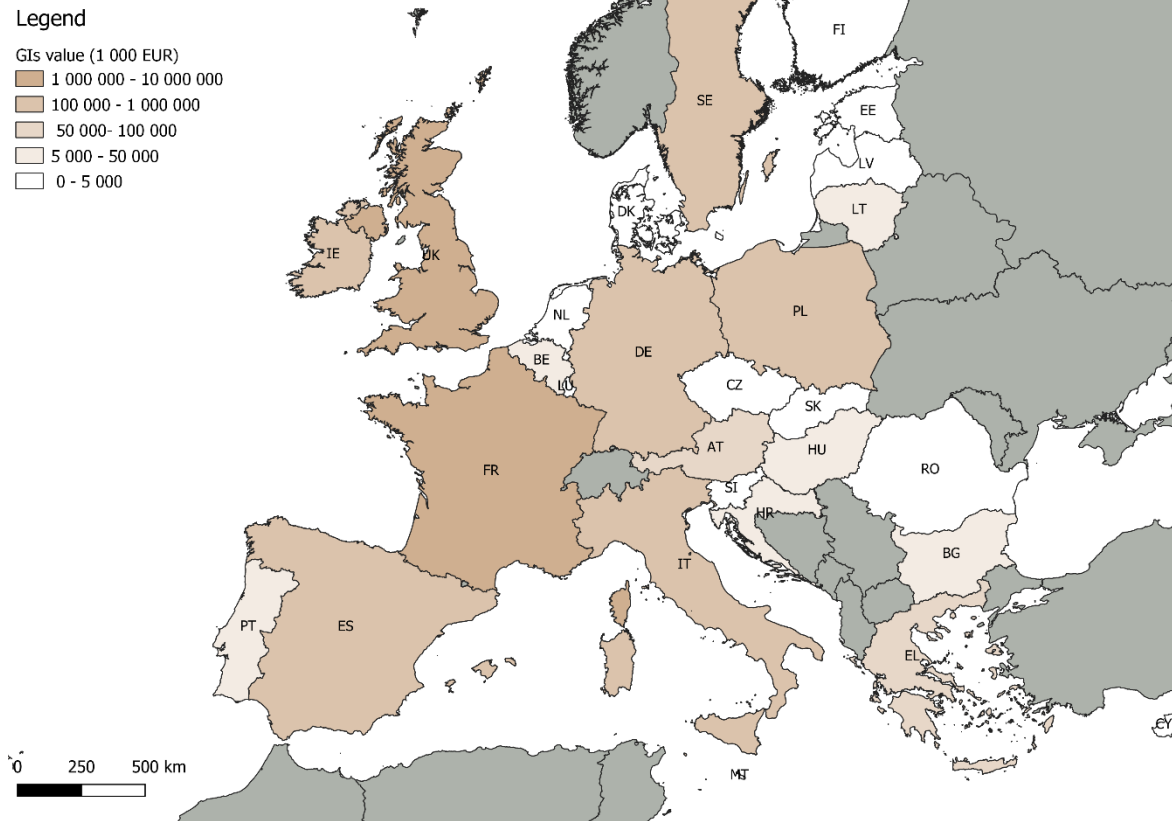 Legend
GIs value (1 000 EUR)
1 000 000 - 10 000 000
100 000 - 1 000 000
50 000- 100 000
5 000 - 50 000
0 - 5 000
FI
SE
EE
LV
LT
DK
IE
UK
NL
PL
BE
DE
LU
CZ
SK
AT
HU
FR
RO
SI
HR
BG
IT
PT
ES
EL
CY
MT
0 250 500 km